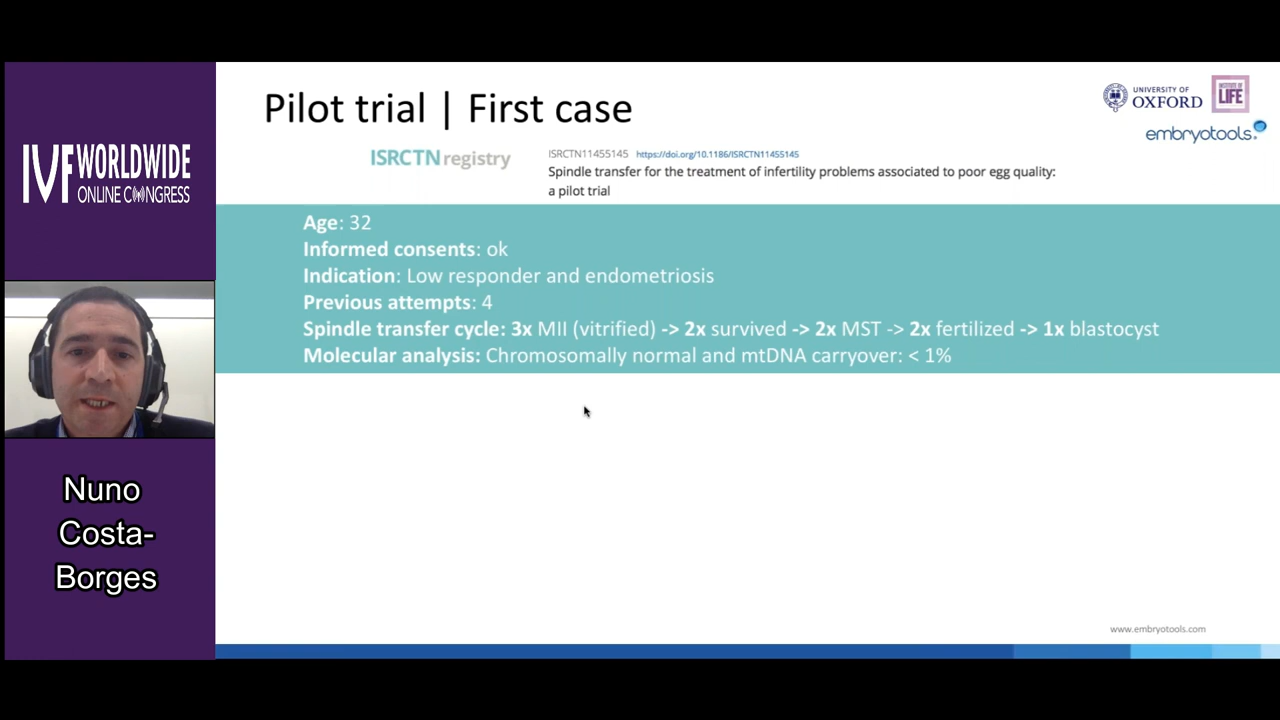 Pilot trial | First case
UNIVERSITY OF
OXFORD
INSTITUTE OF
LIFE
embryotools
ISRCTN registry
ISRCTN11455145 https://doi.org/10.1186/ISRCTN11455145
Spindle transfer for the treatment of infertility problems associated to poor egg quality:
a pilot trial
IVF WORLDWIDE
ONLINE CONGRESS
Age: 32
Informed consents: ok
Indication: Low responder and endometriosis
Previous attempts: 4
Spindle transfer cycle: 3x MII (vitrified) -> 2x survived -> 2x MST -> 2x fertilized -> 1x blastocyst
Molecular analysis: Chromosomally normal and mtDNA carryover: < 1%
Nuno
Costa-
Borges
www.embryotools.com